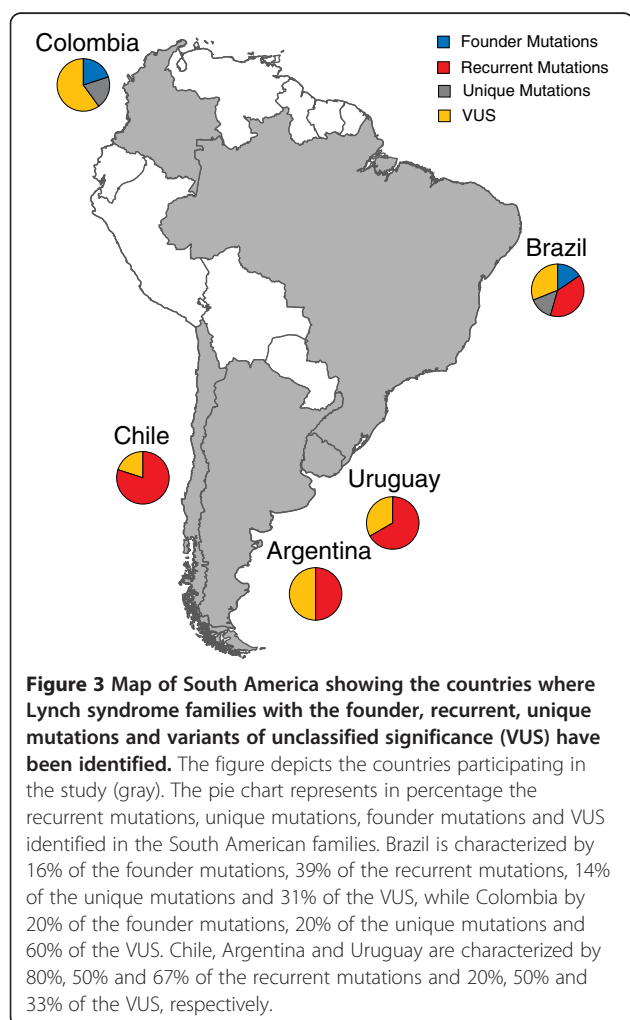 Colombia
Founder Mutations
Recurrent Mutations
Unique Mutations
VUS
Brazil
Chile
Uruguay
Argentina
Figure 3 Map of South America showing the countries where
Lynch syndrome families with the founder, recurrent, unique
mutations and variants of unclassified significance (VUS) have
been identified. The figure depicts the countries participating in
the study (gray). The pie chart represents in percentage the
recurrent mutations, unique mutations, founder mutations and VUS
identified in the South American families. Brazil is characterized by
16% of the founder mutations, 39% of the recurrent mutations, 14%
of the unique mutations and 31% of the VUS, while Colombia by
20% of the founder mutations, 20% of the unique mutations and
60% of the VUS. Chile, Argentina and Uruguay are characterized by
80%, 50% and 67% of the recurrent mutations and 20%, 50% and
33% of the VUS, respectively.